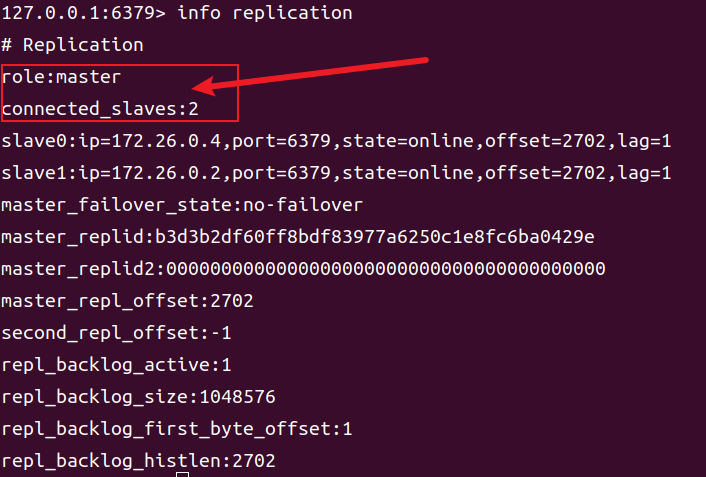 127.0.0.1:6379> info replication
# Replication
role:master
connected_slaves:2
slave0:ip=172.26.0.4,port=6379,state=online,offset=2702,lag=1
slave1:ip=172.26.0.2,port=6379,state=online,offset=2702,lag=1
master_failover_state:no-failover
master_replid:b3d3b2df60ff8bdf83977a6250c1e8fc6ba0429e
master_replid2:0000000000000000000000000000000000000000
master_repl_offset:2702
second_repl_offset:-1
repl_backlog_active:1
repl_backlog_size:1048576
repl_backlog_first_byte_offset:1
repl_backlog_histlen:2702